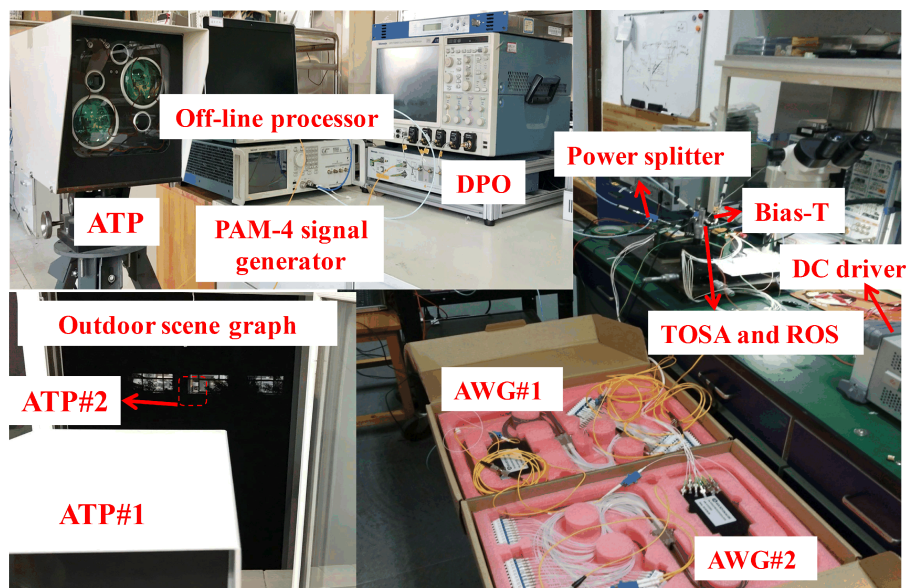 Off-line processor
ATP
PAM-4 signal
generator
DPO
Power splitter
Bias-T
DC driver
TOSA and ROS
Outdoor scene graph
ATP#2
ATP#1
AWG#1
AWG#2